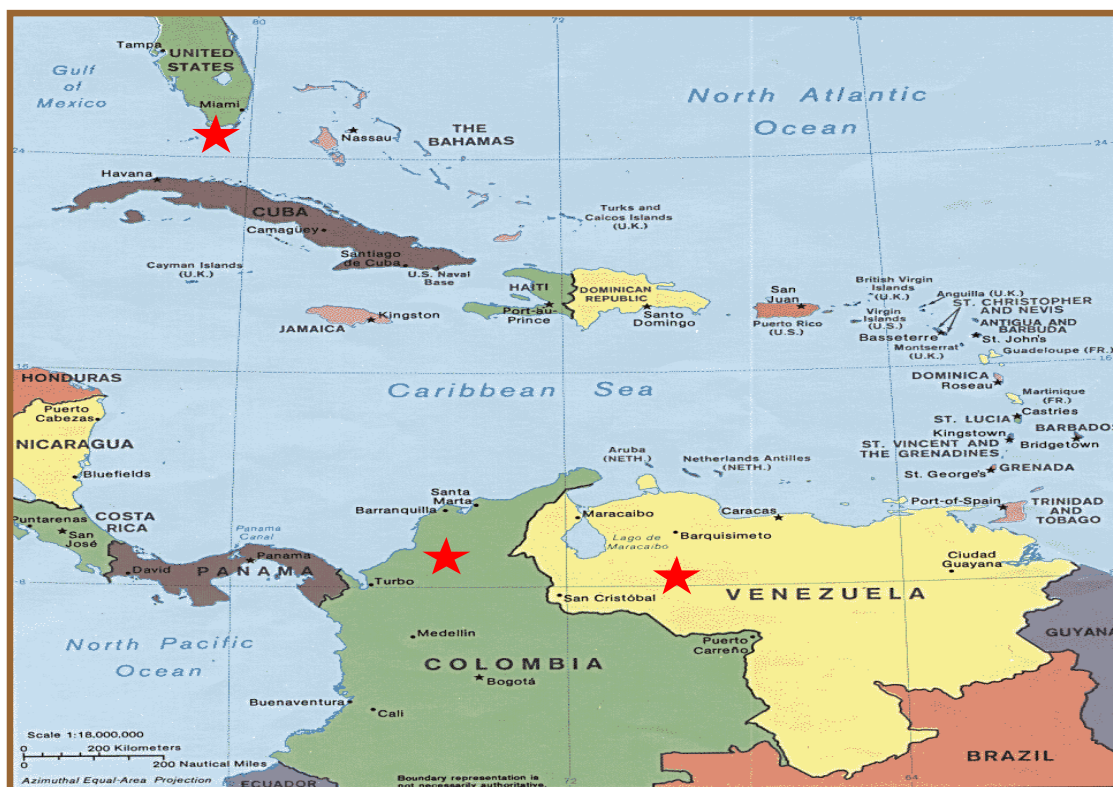 80
72
64
Tampa
UNITED
STATES
Gulf
of
Mexico
Miami
North Atlantic
Ocean
THE
BAHAMAS
Nassau
24
24
Havana
CUBA
Camagüey
Turks and
Caicos Islands
(U.K.)
Santiago
de Cuba
Cayman Islands
(U.K.)
U.S. Naval
Base
HAITI
DOMINICAN
REPUBLIC
Port-au-
Prince
Santo
Domingo
San
Juan
Puerto Rico
(U.S.)
British Virgin
Islands
(U.K.)
Virgin
Islands
(U.S.)
Anguilla (U.K.)
ST. CHRISTOPHER
AND NEVIS
Basseterre
ANTIGUA AND
BARBUDA
St. John's
Montserrat
(U.K.)
Guadeloupe (FR.)
JAMAICA
Kingston
16
16
HONDURAS
Puerto
Cabezas
Caribbean Sea
DOMINICA
Roseau
Martinique
(FR.)
ST. LUCIA
Castries
NICARAGUA
Kingstown
BARBADOS
ST. VINCENT AND
THE GRENADINES
Bridgetown
Bluefields
Aruba
(NETH.)
Netherlands Antilles
(NETH.)
St. George's
GRENADA
Santa
Marta
Barranquilla
Maracaibo
Caracas
Port-of-Spain
TRINIDAD
AND
TOBAGO
COSTA
RICA
Puntarenas
San
José
Panama
Canal
Panama
Lago de
Maracaibo
Barquisimeto
Ciudad
Guayana
David
PANAMA
Turbo
8
8
San Cristóbal
VENEZUELA
North Pacific
Ocean
Medellín
Puerto
Carreño
GUYANA
COLOMBIA
Bogotá
Buenaventura
Cali
Scale 1:18,000,000
0
200 Kilometers
0
200 Nautical Miles
BRAZIL
Azimuthal Equal-Area Projection
ECUADOR
72
64
Boundary representation is
not necessarily authoritative.